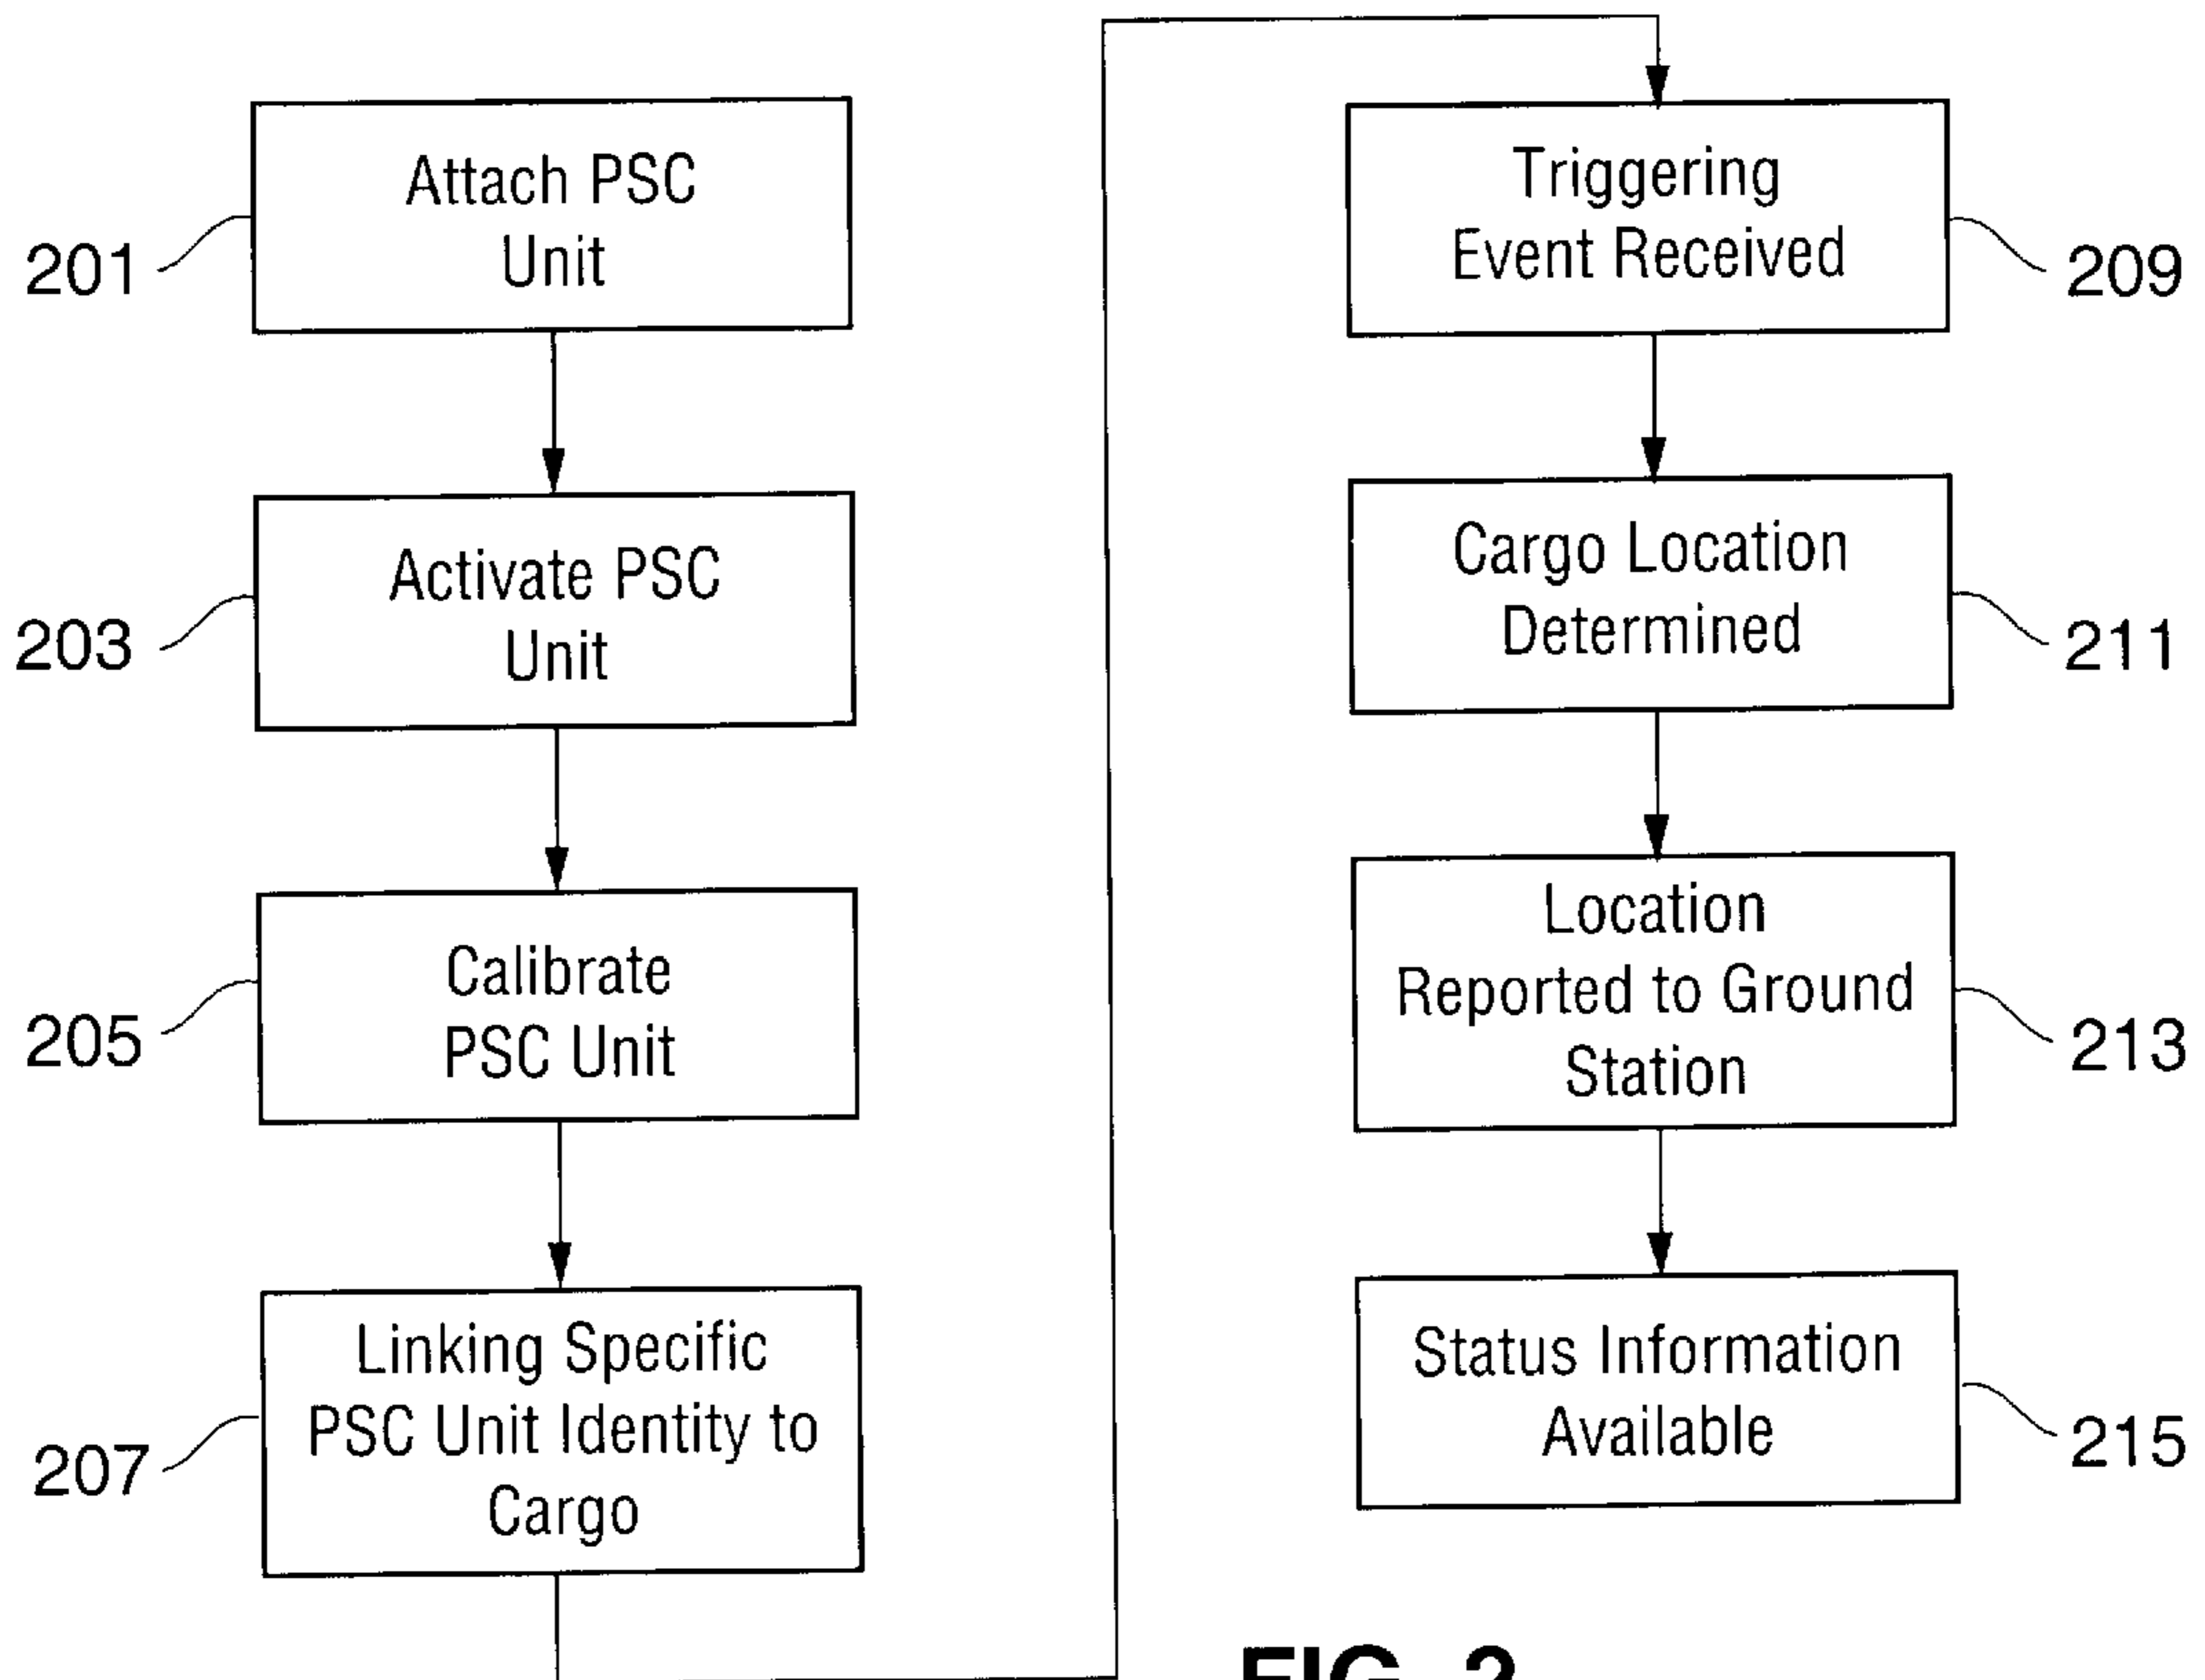 Attach PSC
Unit
201
Activate PSC
Unit
203
Calibrate
PSC Unit
205
Linking Specific
PSC Unit Identity to
Cargo
207
Triggering
Event Received
209
Cargo Location
Determined
211
Location
Reported to Ground
Station
213
Status Information
Available
215
FIG. 2